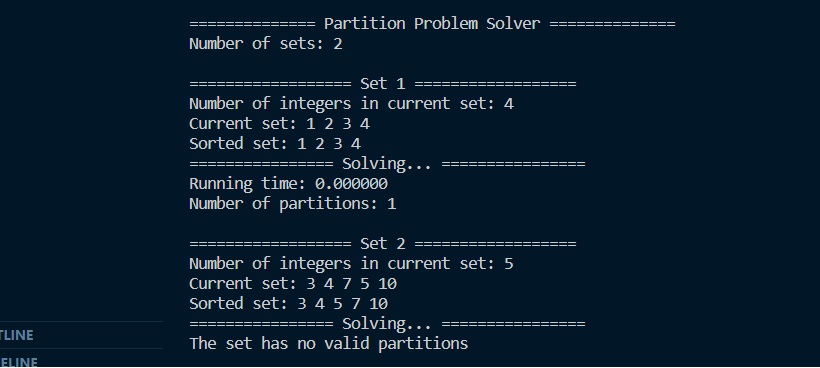 ============== Partition Problem Solver ==============
Number of sets: 2
================== Set 1 ==================
Number of integers in current set: 4
Current set: 1 2 3 4
Sorted set: 1 2 3 4
================ Solving... ================
Running time: 0.000000
Number of partitions: 1
================== Set 2 ==================
Number of integers in current set: 5
Current set: 3 4 7 5 10
Sorted set: 3 4 5 7 10
================ Solving... ================
The set has no valid partitions
TLINE
ELINE